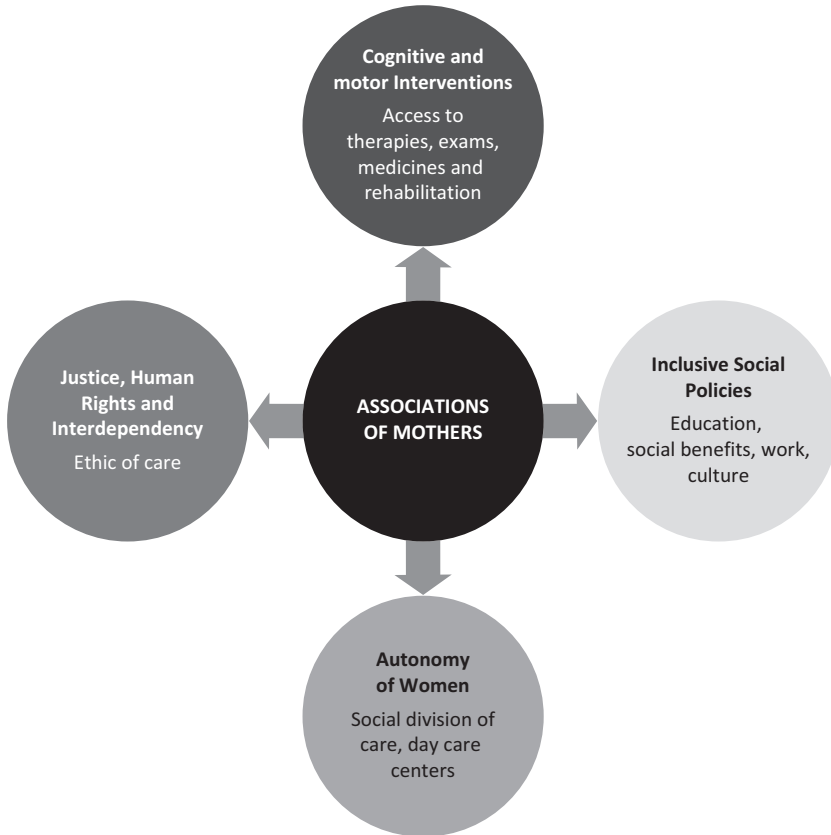 Cognitive and
motor Interventions
Access to
therapies, exams,
medicines and
rehabilitation
Justice, Human
Rights and
Interdependency
Ethic of care
ASSOCIATIONS
OF MOTHERS
Inclusive Social
Policies
Education,
social benefits, work,
culture
Autonomy
of Women
Social division of
care, day care
centers